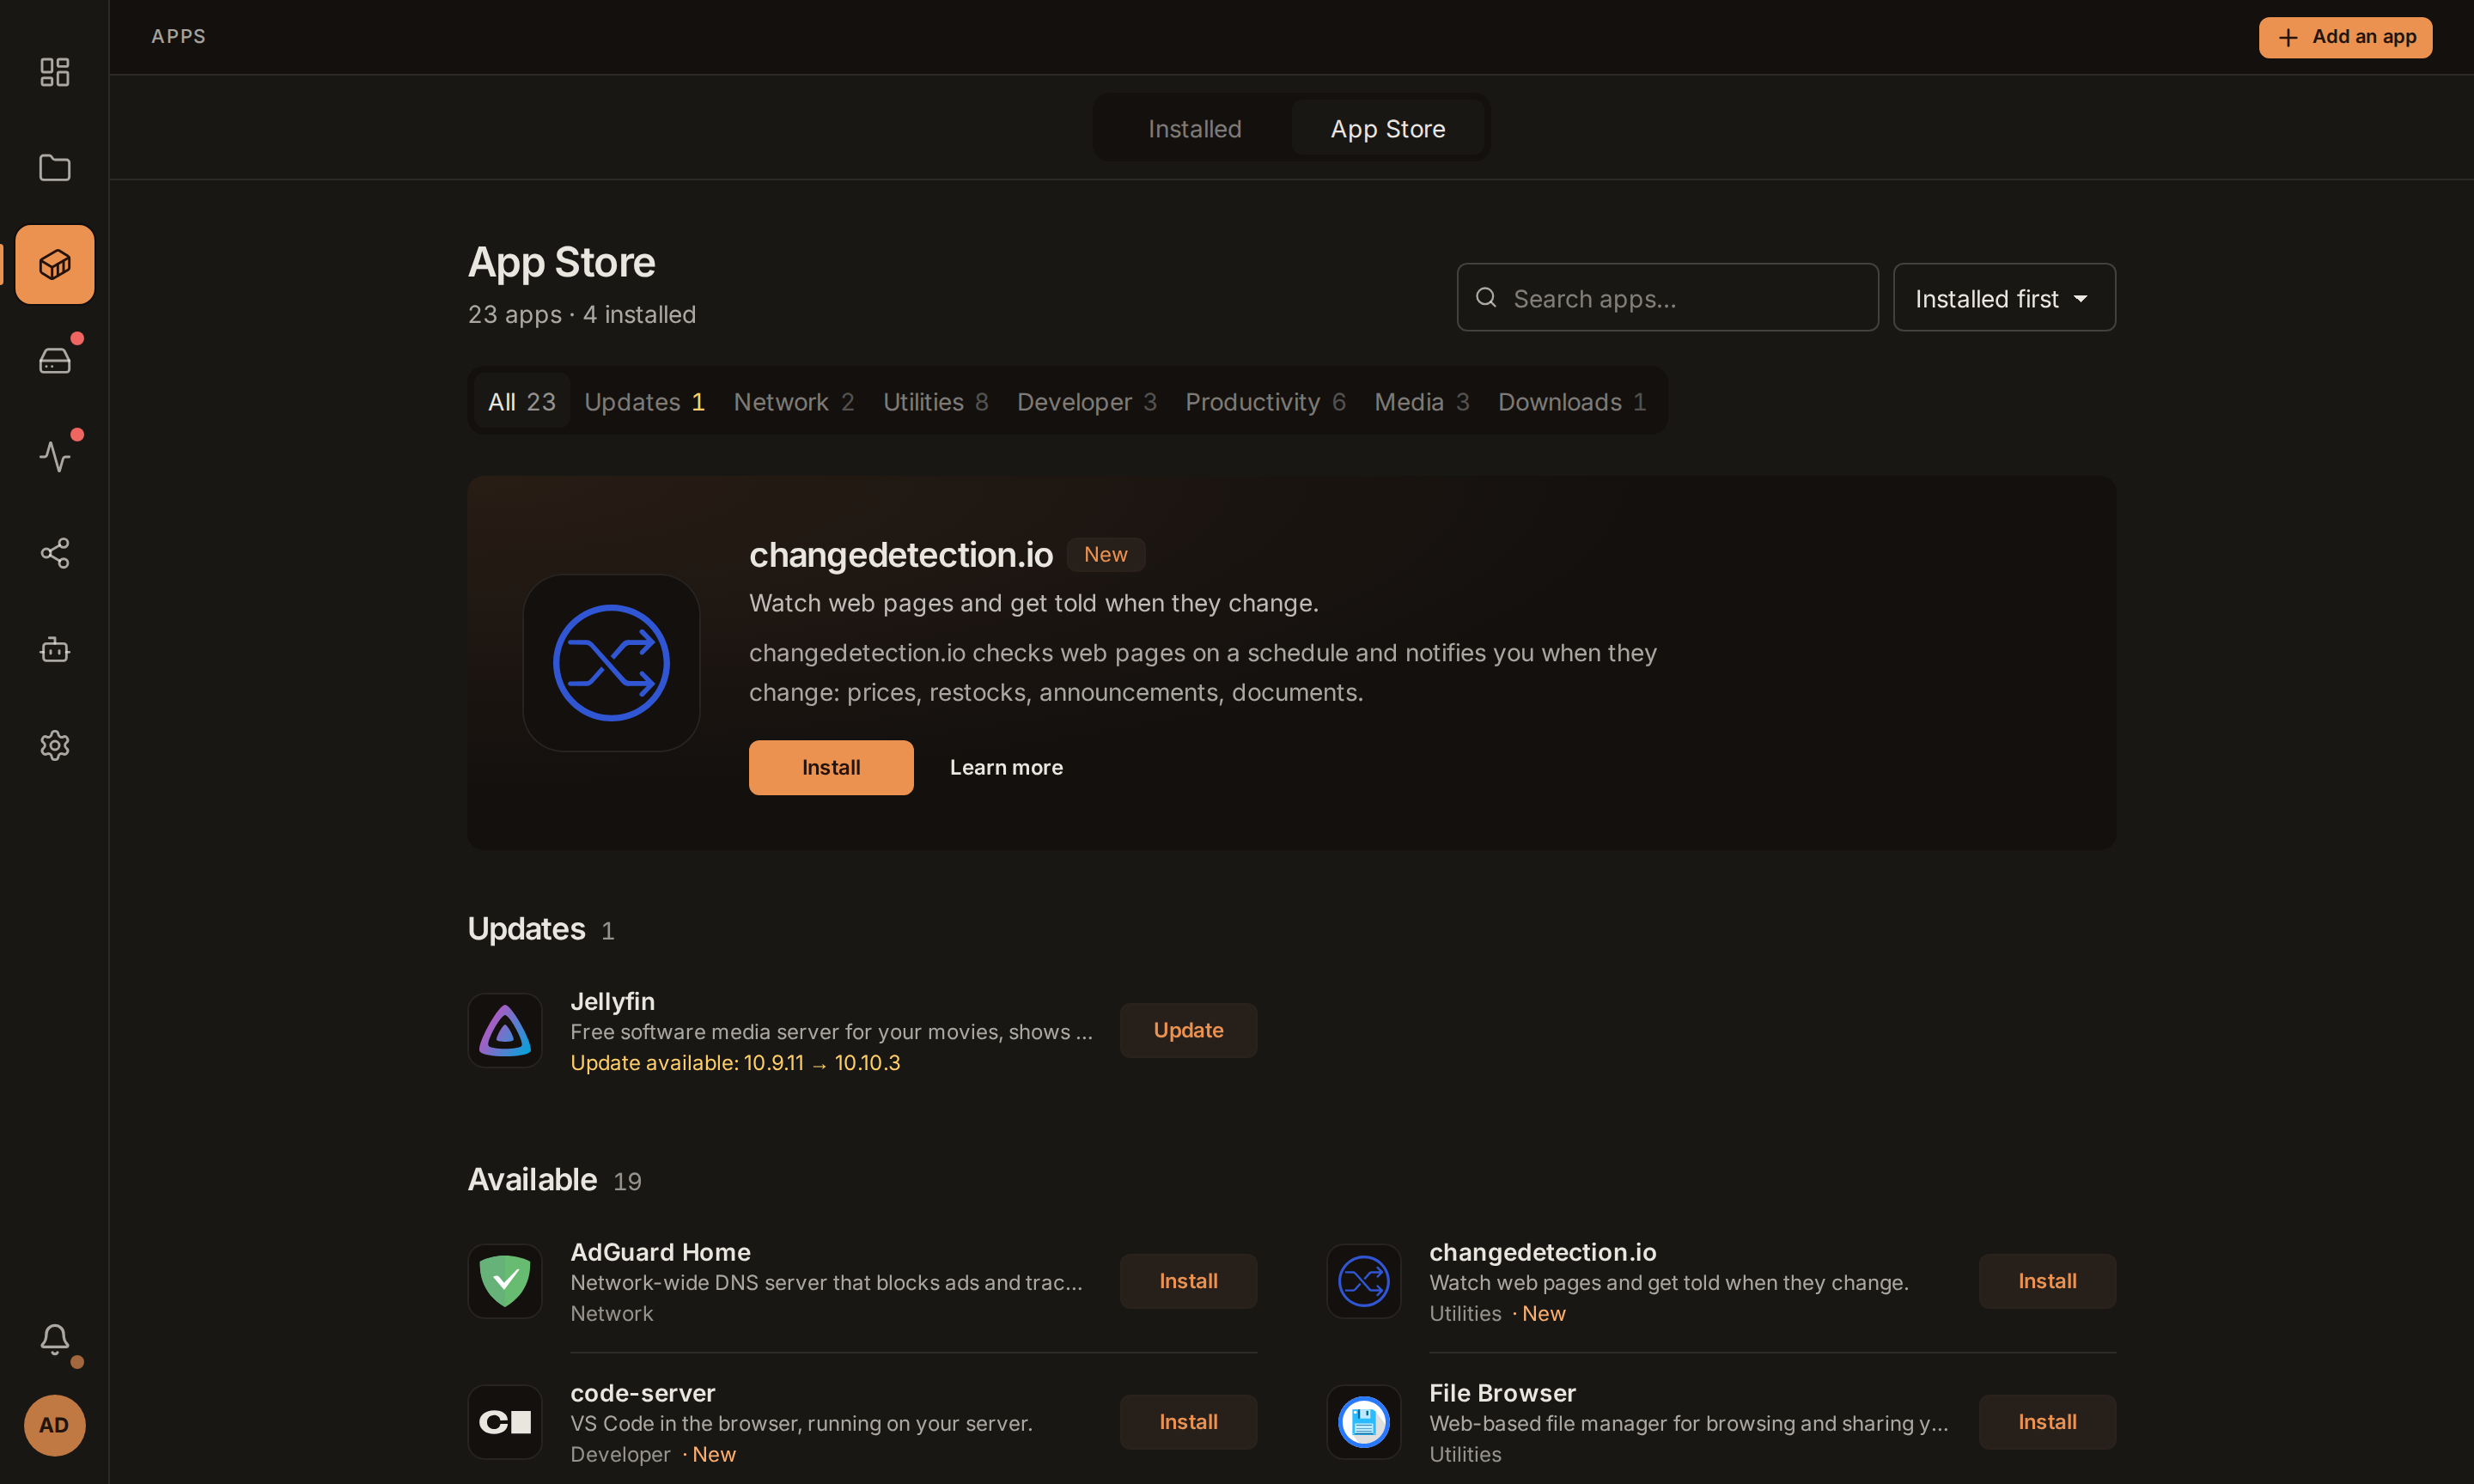 APPS
Add an app
Installed
App Store
App Store
23 apps · 4 installed
Search apps...
Installed first
All 23 Updates 1 Network 2 Utilities 8 Developer 3 Productivity 6 Media 3 Downloads 1
changedetection.io New
Watch web pages and get told when they change.
changedetection.io checks web pages on a schedule and notifies you when they
change: prices, restocks, announcements, documents.
Install
Learn more
Updates 1
Jellyfin
Free software media server for your movies, shows ...
Update available: 10.9.11 → 10.10.3
Update
Available 19
AdGuard Home
Network-wide DNS server that blocks ads and trac...
Network
Install
changedetection.io
Watch web pages and get told when they change.
Utilities · New
Install
code-server
VS Code in the browser, running on your server.
Developer · New
Install
File Browser
Web-based file manager for browsing and sharing y...
Utilities
Install
AD